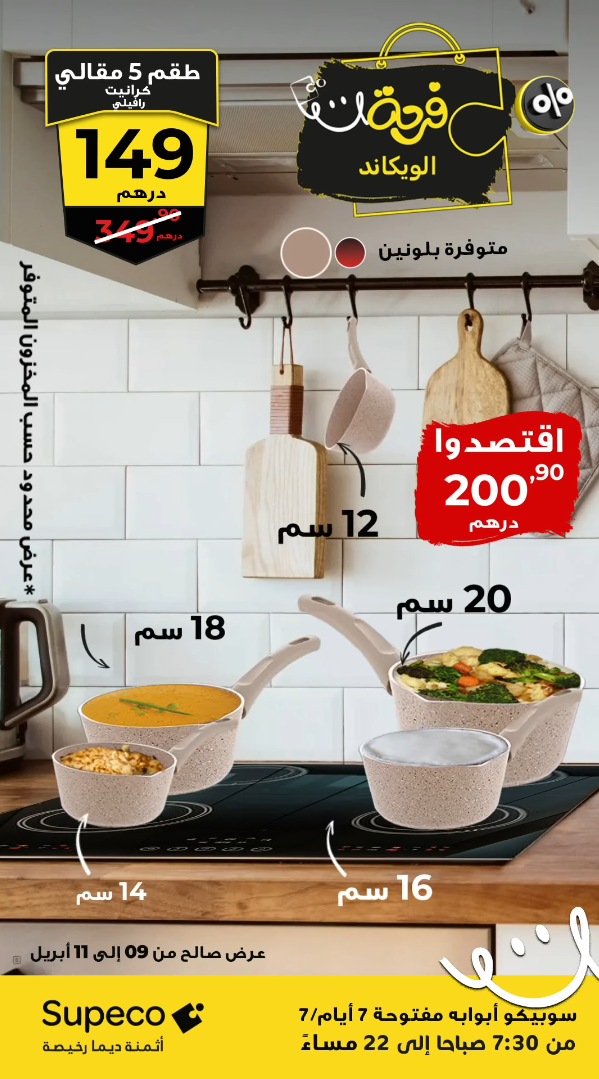 طقم 5 مقالي
كرانيت
رافيلي
149
درهم
349,90
درهم
فرحة
الويكاند
%
متوفرة بلونين
*عرض محدود حسب المخزون المتوفر
اقتصدوا
200,90
درهم
12 سم
20 سم
18 سم
16 سم
14 سم
عرض صالح من 09 إلى 11 أبريل
Supeco
أثمنة ديما رخيصة
سوبيكو أبوابه مفتوحة 7 أيام/7
من 7:30 صباحا إلى 22 مساءً